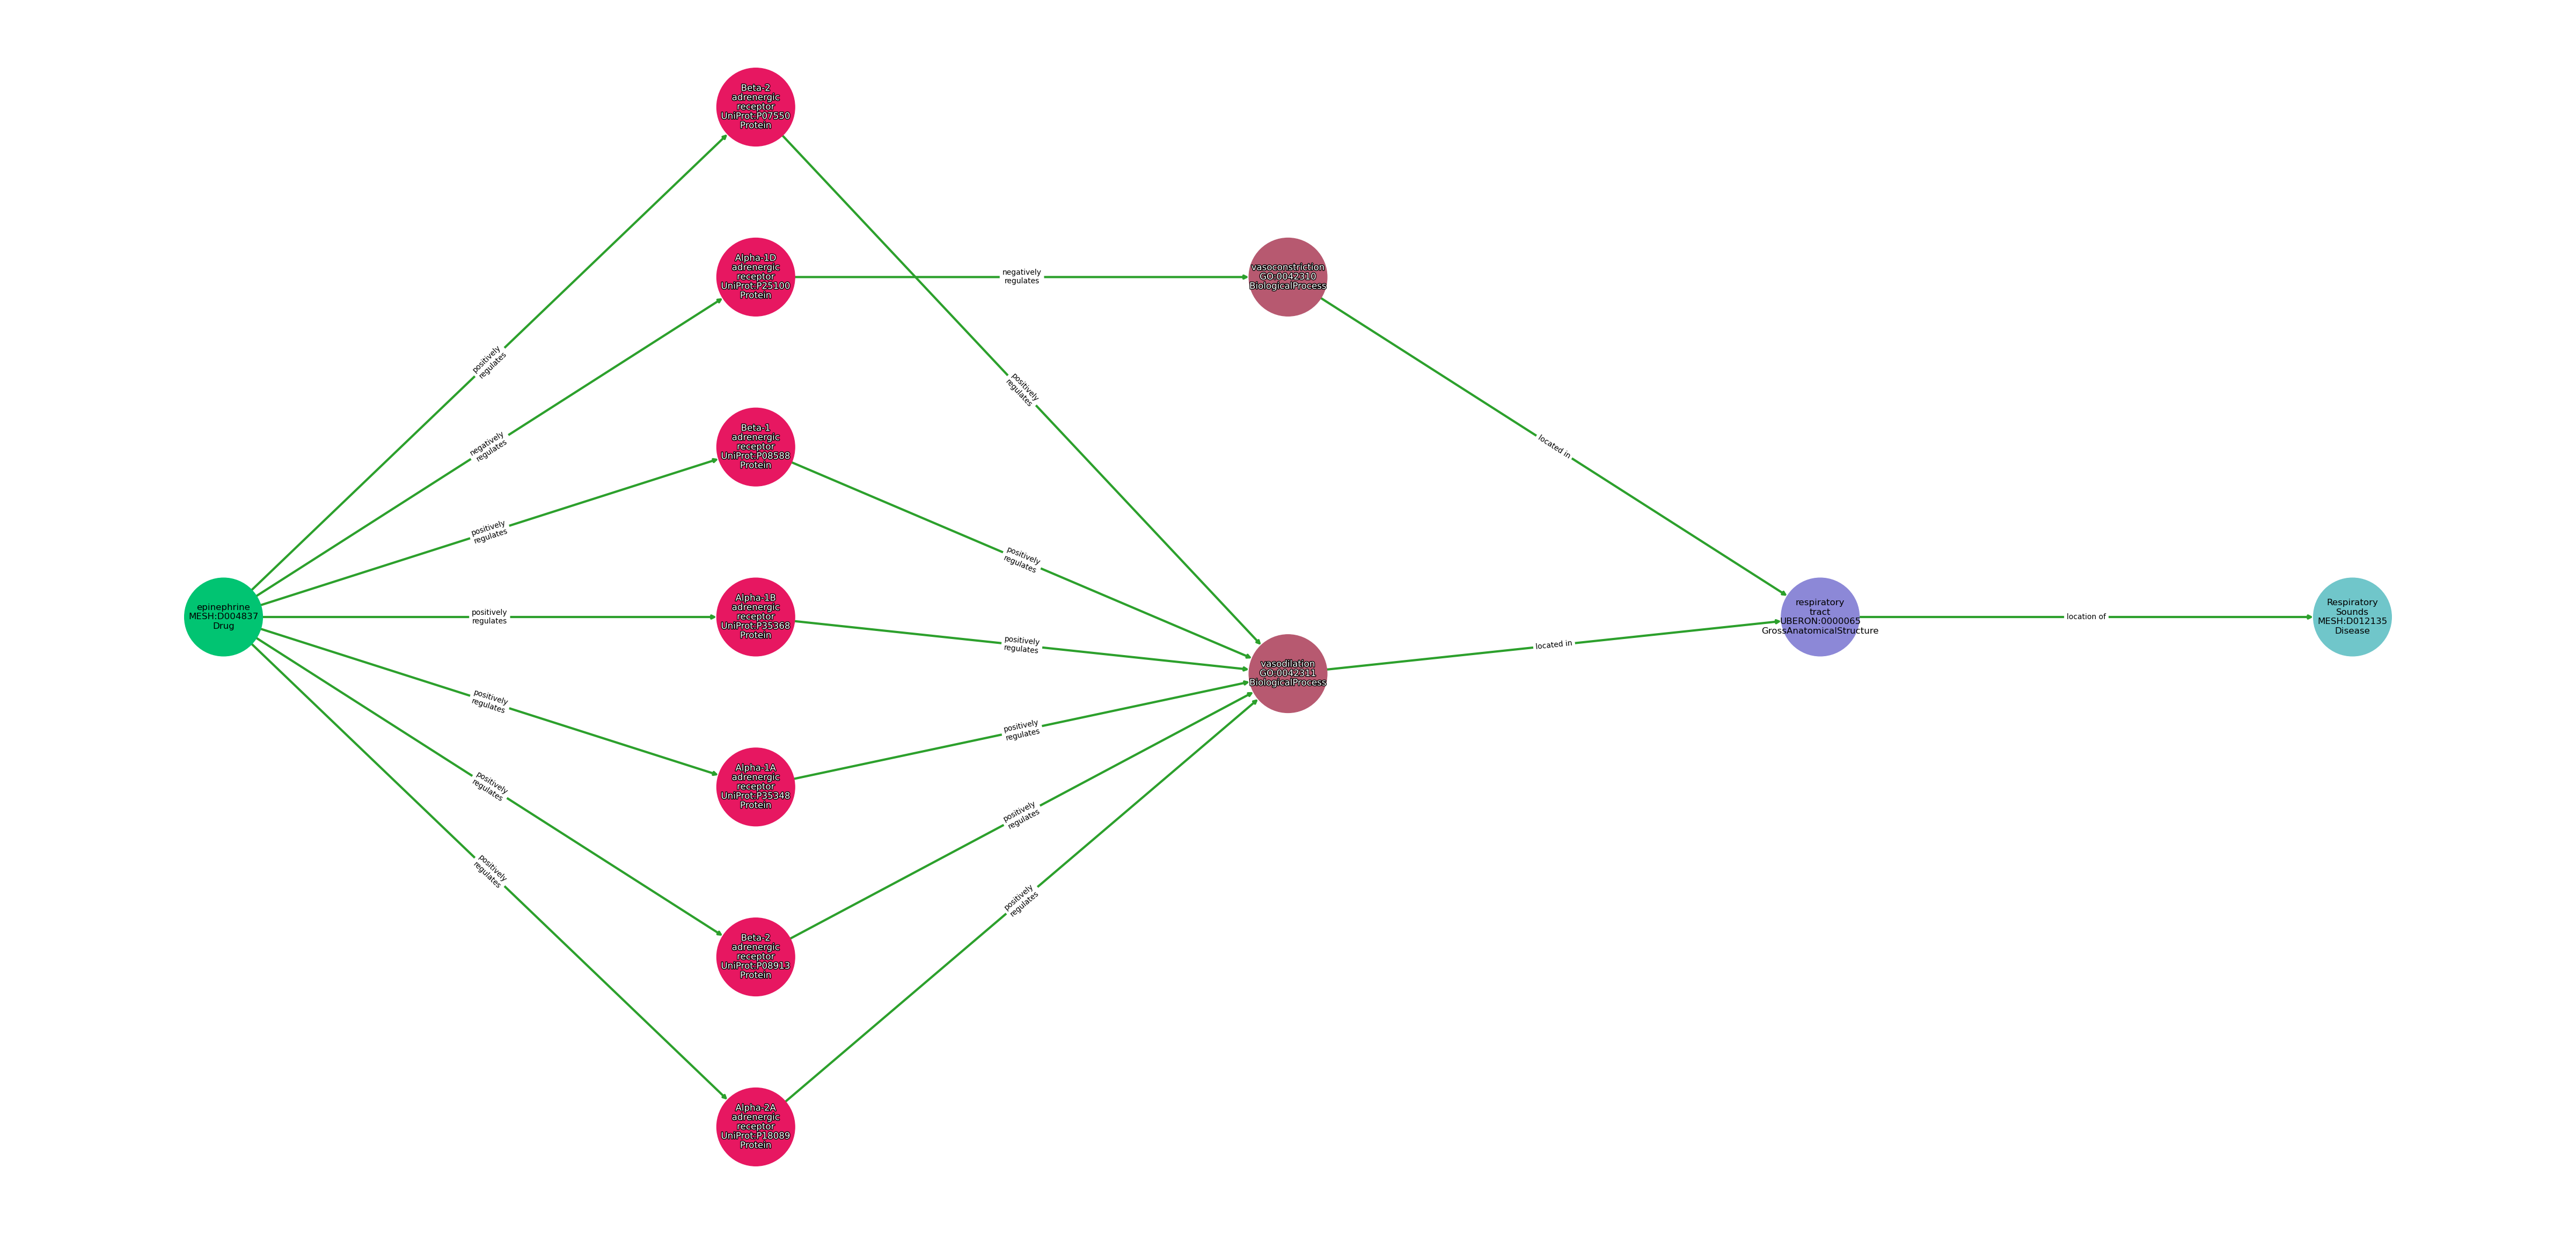 Beta-2
adrenergic
receptor
UniProt:P07550
Protein
Alpha-1D
adrenergic
receptor
UniProt:P25100
Protein
negatively
regulates
vasoconstriction
GO:0042310
BiologicalProcess
positively
regulates
positively
regulates
negatively
regulates
Beta-1
adrenergic
receptor
UniProt:P08588
Protein
located in
positively
regulates
positively
regulates
epinephrine
MESH:D004837
Drug
positively
regulates
Alpha-1B
adrenergic
receptor
UniProt:P35368
Protein
positively
regulates
vasodilation
GO:0042311
BiologicalProcess
located in
respiratory
tract
UBERON:0000065
GrossAnatomicalStructure
location of
Respiratory
Sounds
MESH:D012135
Disease
positively
regulates
Alpha-1A
adrenergic
receptor
UniProt:P35348
Protein
positively
regulates
positively
regulates
positively
regulates
Beta-2
adrenergic
receptor
UniProt:P08913
Protein
positively
regulates
positively
regulates
Alpha-2A
adrenergic
receptor
UniProt:P18089
Protein